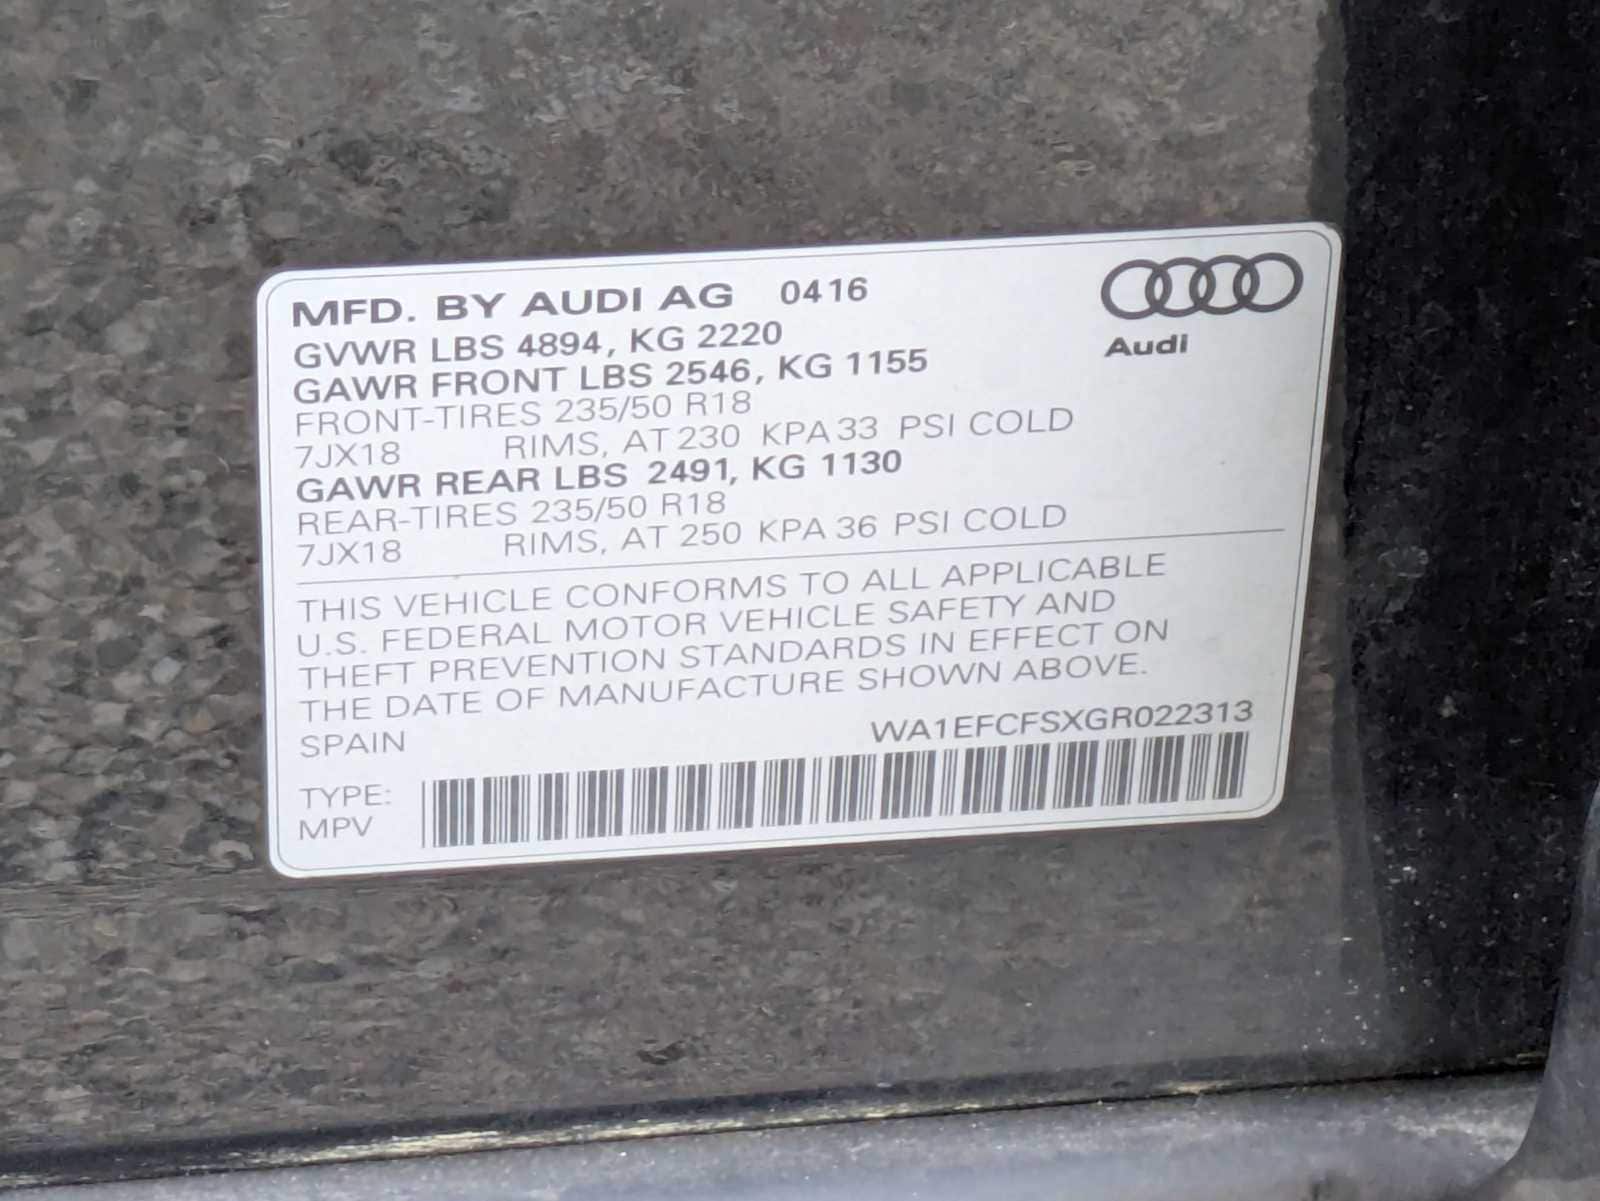 MFD. BY AUDI AG 0416
Audi
GVWR LBS 4894, KG 2220
GAWR FRONT LBS 2546, KG 1155
FRONT-TIRES 235/50 R18
7JX18 RIMS, AT 230 KPA 33 PSI COLD
GAWR REAR LBS 2491, KG 1130
REAR-TIRES 235/50 R18
7JX18 RIMS, AT 250 KPA 36 PSI COLD
THIS VEHICLE CONFORMS TO ALL APPLICABLE
U.S. FEDERAL MOTOR VEHICLE SAFETY AND
THEFT PREVENTION STANDARDS IN EFFECT ON
THE DATE OF MANUFACTURE SHOWN ABOVE.
SPAIN WA1EFCFSXGR022313
TYPE:
MPV